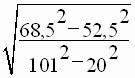 √((68,5² − 52,5²) / (101² − 20²))